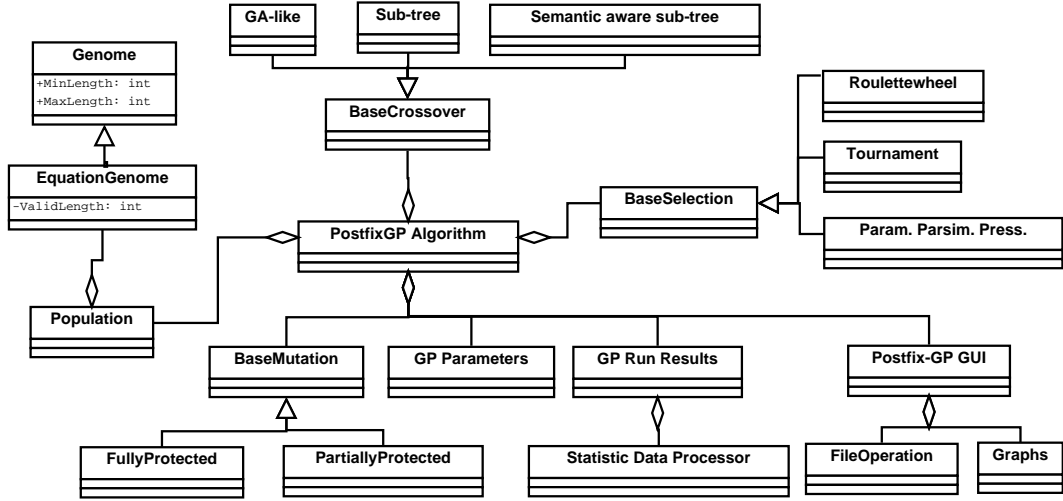 GA-like
Sub-tree
Semantic aware sub-tree
Genome
+MinLength: int
+MaxLength: int
BaseCrossover
Roulettewheel
Tournament
EquationGenome
-ValidLength: int
BaseSelection
PostfixGP Algorithm
Param. Parsim. Press.
Population
BaseMutation
GP Parameters
GP Run Results
Postfix-GP GUI
FullyProtected
PartiallyProtected
Statistic Data Processor
FileOperation
Graphs